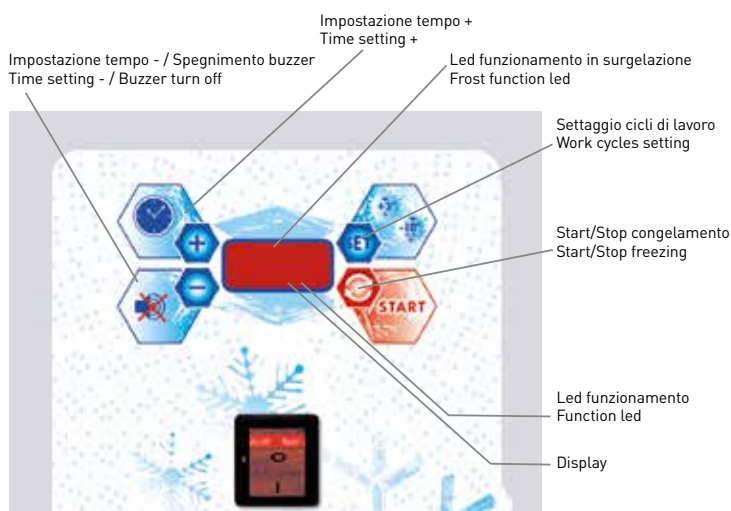 Impostazione tempo +
Time setting +
Impostazione tempo - / Spegnimento buzzer
Time setting - / Buzzer turn off
Led funzionamento in surgelazione
Frost function led
Settaggio cicli di lavoro
Work cycles setting
+
SET
Start/Stop congelamento
Start/Stop freezing
-
START
Led funzionamento
Function led
Display
O
I